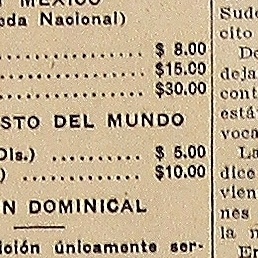 MEXICO
eda Nacional)
$ 8.00
$15.00
$30.00
STO DEL MUNDO
Dls.) .......... $ 5.00
) .............. $10.00
N DOMINICAL
ición únicamente ser-
Sude
cito
De
deja
cont
está
voca
La
dice
vien
nes
la n
En